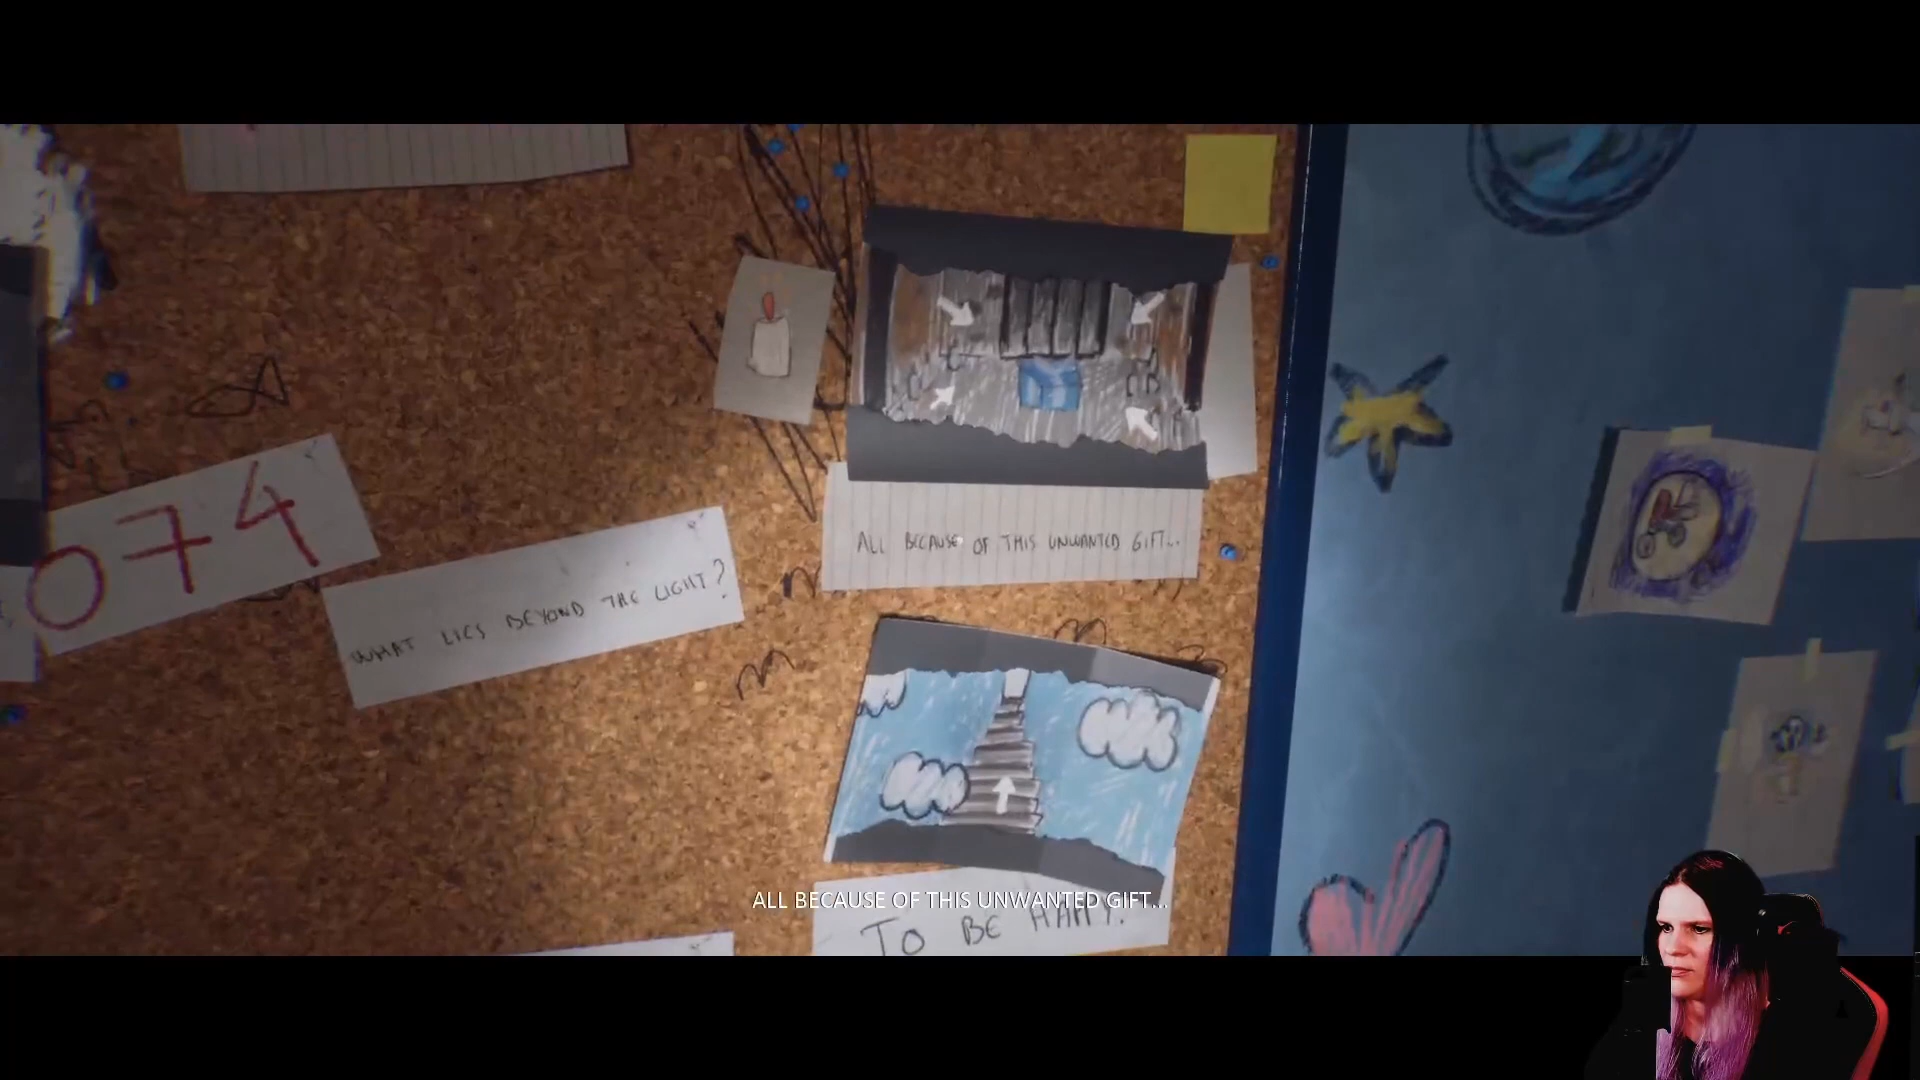 074
WHAT LIES BEYOND THE LIGHT?
ALL BECAUSE OF THIS UNWANTED GIFT...
TO BE HAPPY.
ALL BECAUSE OF THIS UNWANTED GIFT...